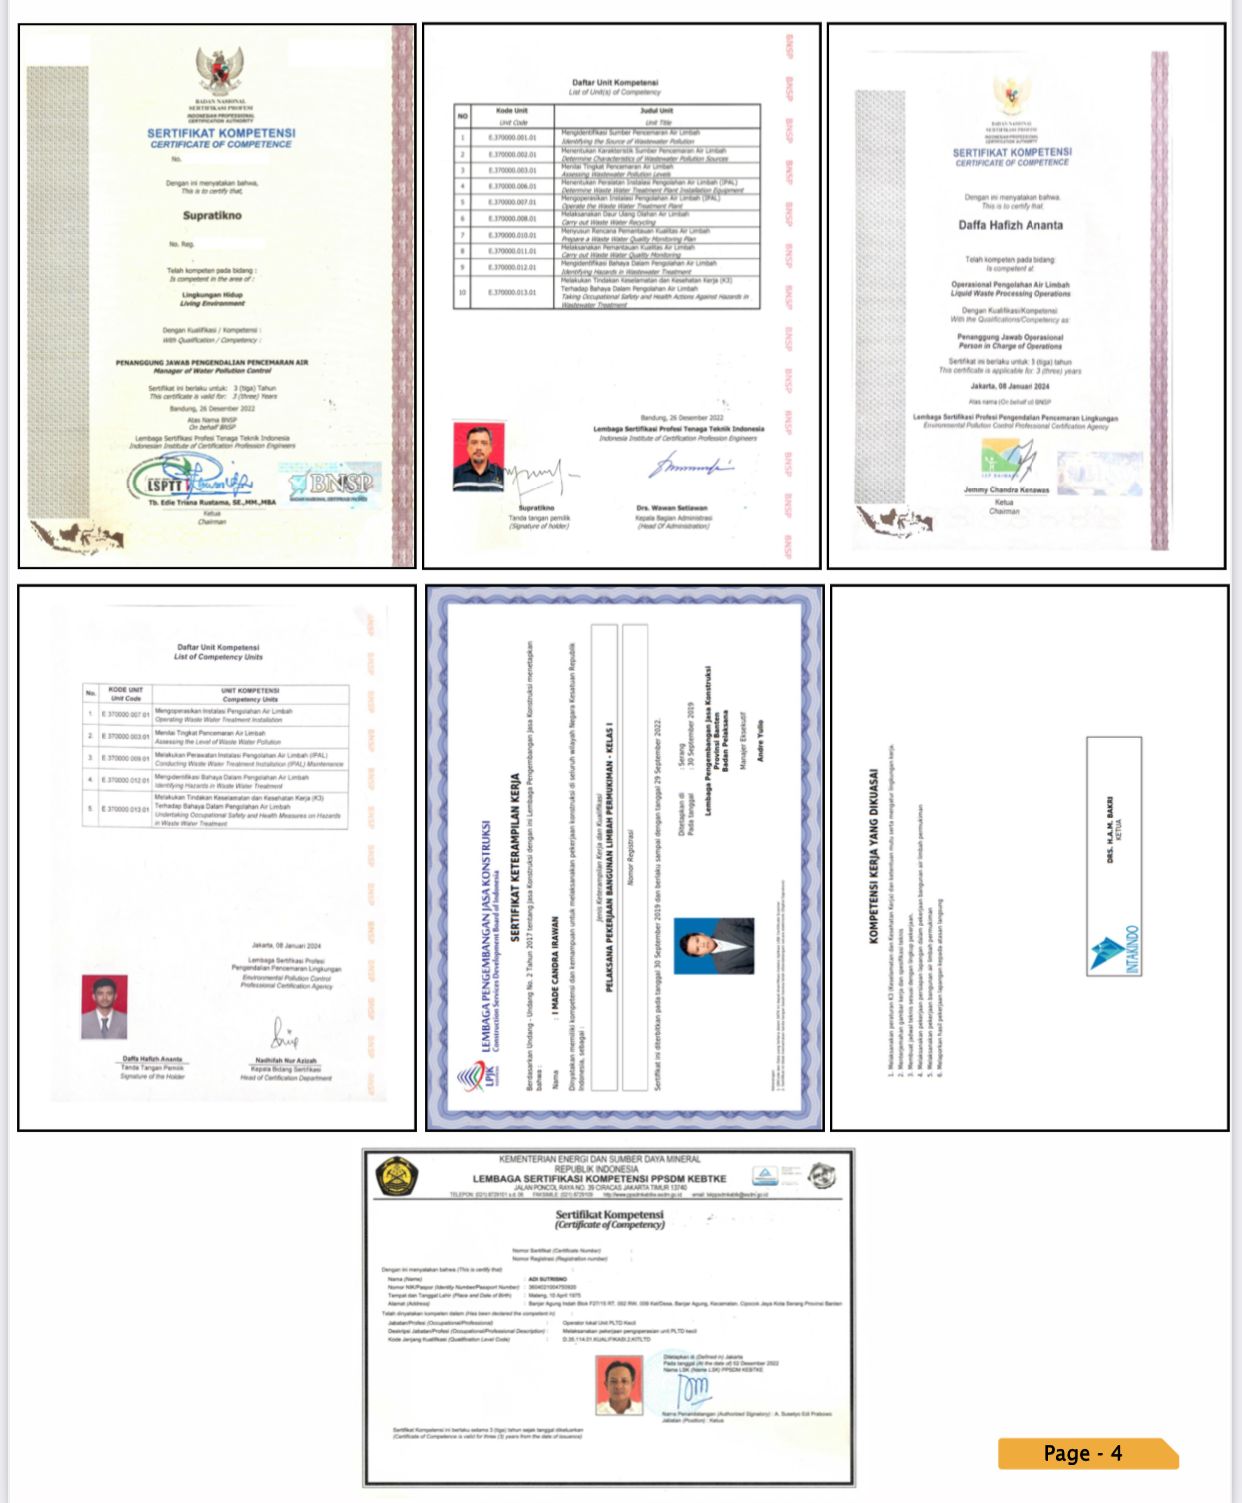 BADAN NASIONAL
SERTIFIKASI PROFESI
INDONESIAN PROFESSIONAL
CERTIFICATION AUTHORITY
SERTIFIKAT KOMPETENSI
CERTIFICATE OF COMPETENCE
No.
Dengan ini menyatakan bahwa,
This is to certify that,
Supratikno
No. Reg.
Telah kompeten pada bidang :
Is competent in the area of :
Lingkungan Hidup
Living Environment
Dengan Kualifikasi / Kompetensi :
With Qualification / Competency :
PENANGGUNG JAWAB PENGENDALIAN PENCEMARAN AIR
Manager of Water Pollution Control
Sertifikat ini berlaku untuk: 3 (tiga) Tahun
This certificate is valid for: 3 (three) Years
Bandung, 26 Desember 2022
Atas Nama BNSP
On behalf BNSP
Lembaga Sertifikasi Profesi Tenaga Teknik Indonesia
Indonesian Institute of Certification Profession Engineers
LSPTTI
BNSP
Tb. Edie Triana Rustama, SE.,MM.,MBA
Ketua
Chairman
Daftar Unit Kompetensi
List of Unit(s) of Competency
NO Kode Unit Judul Unit
Unit Code Unit Title
1 E.370000.001.01 Mengidentifikasi Sumber Pencemaran Air Limbah
Identifying the Source of Wastewater Pollution
2 E.370000.002.01 Menentukan Karakteristik Sumber Pencemaran Air Limbah
Determine Characteristics of Wastewater Pollution Sources
3 E.370000.003.01 Menilai Tingkat Pencemaran Air Limbah
Assessing Wastewater Pollution Levels
4 E.370000.006.01 Menentukan Peralatan Instalasi Pengolahan Air Limbah (IPAL)
Determine Waste Water Treatment Plant Installation Equipment
5 E.370000.007.01 Mengoperasikan Instalasi Pengolahan Air Limbah (IPAL)
Operate the Waste Water Treatment Plant
6 E.370000.008.01 Melaksanakan Daur Ulang Olahan Air Limbah
Carry out Waste Water Recycling
7 E.370000.010.01 Menyusun Rencana Pemantauan Kualitas Air Limbah
Prepare a Waste Water Quality Monitoring Plan
8 E.370000.011.01 Melaksanakan Pemantauan Kualitas Air Limbah
Carry out Waste Water Quality Monitoring
9 E.370000.012.01 Mengidentifikasi Bahaya Dalam Pengolahan Air Limbah
Identifying Hazards in Wastewater Treatment
10 E.370000.013.01 Melakukan Tindakan Keselamatan dan Kesehatan Kerja (K3)
Terhadap Bahaya Dalam Pengolahan Air Limbah
Taking Occupational Safety and Health Actions Against Hazards in
Wastewater Treatment
BNSP BNSP BNSP BNSP BNSP BNSP BNSP BNSP BNSP BNSP BNSP BNSP BNSP
Bandung, 26 Desember 2022
Lembaga Sertifikasi Profesi Tenaga Teknik Indonesia
Indonesia Institute of Certification Profession Engineers
Supratikno Drs. Wawan Setiawan
Tanda tangan pemilik Kepala Bagian Administrasi
(Signature of holder) (Head Of Administration)
BADAN NASIONAL
SERTIFIKASI PROFESI
INDONESIAN PROFESSIONAL
CERTIFICATION AUTHORITY
SERTIFIKAT KOMPETENSI
CERTIFICATE OF COMPETENCE
Dengan ini menyatakan bahwa,
This is to certify that,
Daffa Hafizh Ananta
Telah kompeten pada bidang:
Is competent at
Operasional Pengolahan Air Limbah
Liquid Waste Processing Operations
Dengan Kualifikasi/Kompetensi:
With the Qualifications/Competency as:
Penanggung Jawab Operasional
Person in Charge of Operations
Sertifikat ini berlaku untuk: 3 (tiga) tahun
This certificate is applicable for: 3 (three) years
Jakarta, 08 Januari 2024
Atas nama (On behalf of) BNSP
Lembaga Sertifikasi Profesi Pengendalian Pencemaran Lingkungan
Environmental Pollution Control Professional Certification Agency
Jemmy Chandra Kenawas
Ketua
Chairman
Daftar Unit Kompetensi
List of Competency Units
No. KODE UNIT UNIT KOMPETENSI
Unit Code Competency Units
1. E 370000 007 01 Mengoperasikan Instalasi Pengolahan Air Limbah
Operating Waste Water Treatment Installation
2. E 370000 003 01 Menilai Tingkat Pencemaran Air Limbah
Assessing the Level of Waste Water Pollution
3. E 370000 009 01 Melakukan Perawatan Instalasi Pengolahan Air Limbah (IPAL)
Conducting Waste Water Treatment Installation (IPAL) Maintenance
4. E 370000 012 01 Mengidentifikasi Bahaya Dalam Pengolahan Air Limbah
Identifying Hazards in Waste Water Treatment
5. E 370000 013 01 Melakukan Tindakan Keselamatan dan Kesehatan Kerja (K3)
Terhadap Bahaya Dalam Pengolahan Air Limbah
Undertaking Occupational Safety and Health Measures on Hazards
in Waste Water Treatment
Jakarta, 08 Januari 2024
Lembaga Sertifikasi Profesi
Pengendalian Pencemaran Lingkungan
Environmental Pollution Control
Professional Certification Agency
Daffa Hafizh Ananta Nadhifah Nur Azizah
Tanda Tangan Pemilik Kepala Bidang Sertifikasi
Signature of the Holder Head of Certification Department
LPJK
LEMBAGA PENGEMBANGAN JASA KONSTRUKSI
Construction Services Development Board of Indonesia
SERTIFIKAT KETERAMPILAN KERJA
Berdasarkan Undang - Undang No. 2 Tahun 2017 tentang Jasa Konstruksi dengan ini Lembaga Pengembangan Jasa Konstruksi menetapkan
bahwa :
Nama : I MADE CANDRA IRAWAN
Dinyatakan memiliki kompetensi dan kemampuan untuk melaksanakan pekerjaan konstruksi di seluruh wilayah Negara Kesatuan Republik
Indonesia, sebagai :
Jenis Keterampilan Kerja dan Kualifikasi
PELAKSANA PEKERJAAN BANGUNAN LIMBAH PERMUKIMAN - KELAS I
Nomor Registrasi
Sertifikat ini diterbitkan pada tanggal 30 September 2019 dan berlaku sampai dengan tanggal 29 September 2022.
Ditetapkan di : Serang
Pada tanggal : 30 September 2019
Lembaga Pengembangan Jasa Konstruksi
Provinsi Banten
Badan Pelaksana
Manajer Eksekutif
Andre Yulio
KOMPETENSI KERJA YANG DIKUASAI
1. Melaksanakan peraturan K3 (Keselamatan dan Kesehatan Kerja) dan ketentuan mutu serta mengatur lingkungan kerja.
2. Menterjemahkan gambar kerja dan spesifikasi teknis
3. Membuat jadwal teknis sesuai dengan lingkup pekerjaan.
4. Melaksanakan pekerjaan persiapan lapangan dalam pekerjaan bangunan air limbah permukiman
5. Melaksanakan pekerjaan bangunan air limbah permukiman
6. Melaporkan hasil pekerjaan lapangan kepada atasan langsung
INTAKINDO
DRS. H.A.M. BAKRI
KETUA
KEMENTERIAN ENERGI DAN SUMBER DAYA MINERAL
REPUBLIK INDONESIA
LEMBAGA SERTIFIKASI KOMPETENSI PPSDM KEBTKE
JALAN PONCOL RAYA NO. 39 CIRACAS JAKARTA TIMUR 13740
Sertifikat Kompetensi
(Certificate of Competency)
Nomor Sertifikat (Certificate Number) :
Nomor Registrasi (Registration number) :
Dengan ini menyatakan bahwa (This is certify that) :
Nama (Name) : ADI SUTRISNO
Nomor NIK/Paspor (Identity Number/Passport Number) : 3604021004750920
Tempat dan Tanggal Lahir (Place and Date of Birth) : Malang, 10 April 1975
Alamat (Address) : Banjar Agung Indah Blok F27/15 RT. 002 RW. 009 Kel/Desa, Banjar Agung, Kecamatan, Cipocok Jaya Kota Serang Provinsi Banten
Telah dinyatakan kompeten dalam (Has been declared the competent in) :
Jabatan/Profesi (Occupational/Professional) : Operator lokal Unit PLTD Kecil
Deskripsi Jabatan/Profesi (Occupational/Professional Description) : Melaksanakan pekerjaan pengoperasian unit PLTD kecil
Kode Jenjang Kualifikasi (Qualification Level Code) : D.35.114.01.KUALIFIKASI.2.KITLTD
Ditetapkan di (Defined in) Jakarta
Pada tanggal (At the date of) 02 Desember 2022
Nama LSK (Name LSK) PPSDM KEBTKE
Nama Penandatangan (Authorized Signatory) : A. Susetyo Edi Prabowo
Jabatan (Position) : Ketua
Sertifikat Kompetensi ini berlaku selama 3 (tiga) tahun sejak tanggal dikeluarkan
(Certificate of Competence is valid for three (3) years from the date of issuance)
Page - 4